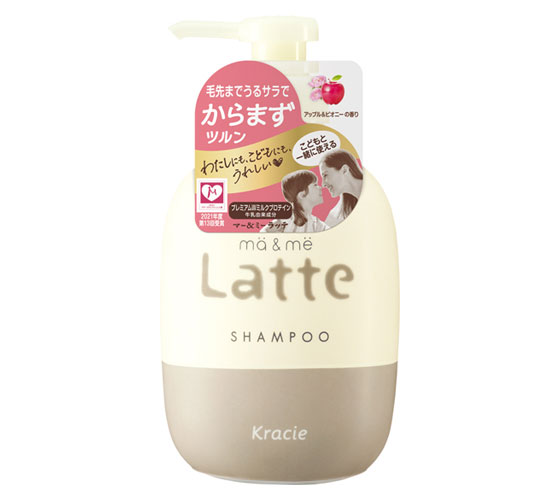 毛先までうるサラで
からまず
ツルン
アップル&ピオニーの香り
わたしにも、こどもにも、
うれしい
こどもと
一緒に使える
2021年度
第13回受賞
プレミアムWミルクプロテイン
牛乳由来成分
マー&ミーラッテ
mä & më
Latte
SHAMPOO
Kracie